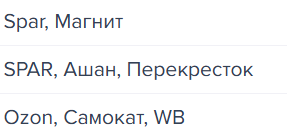 Spar, Магнит
SPAR, Ашан, Перекресток
Ozon, Самокат, WB